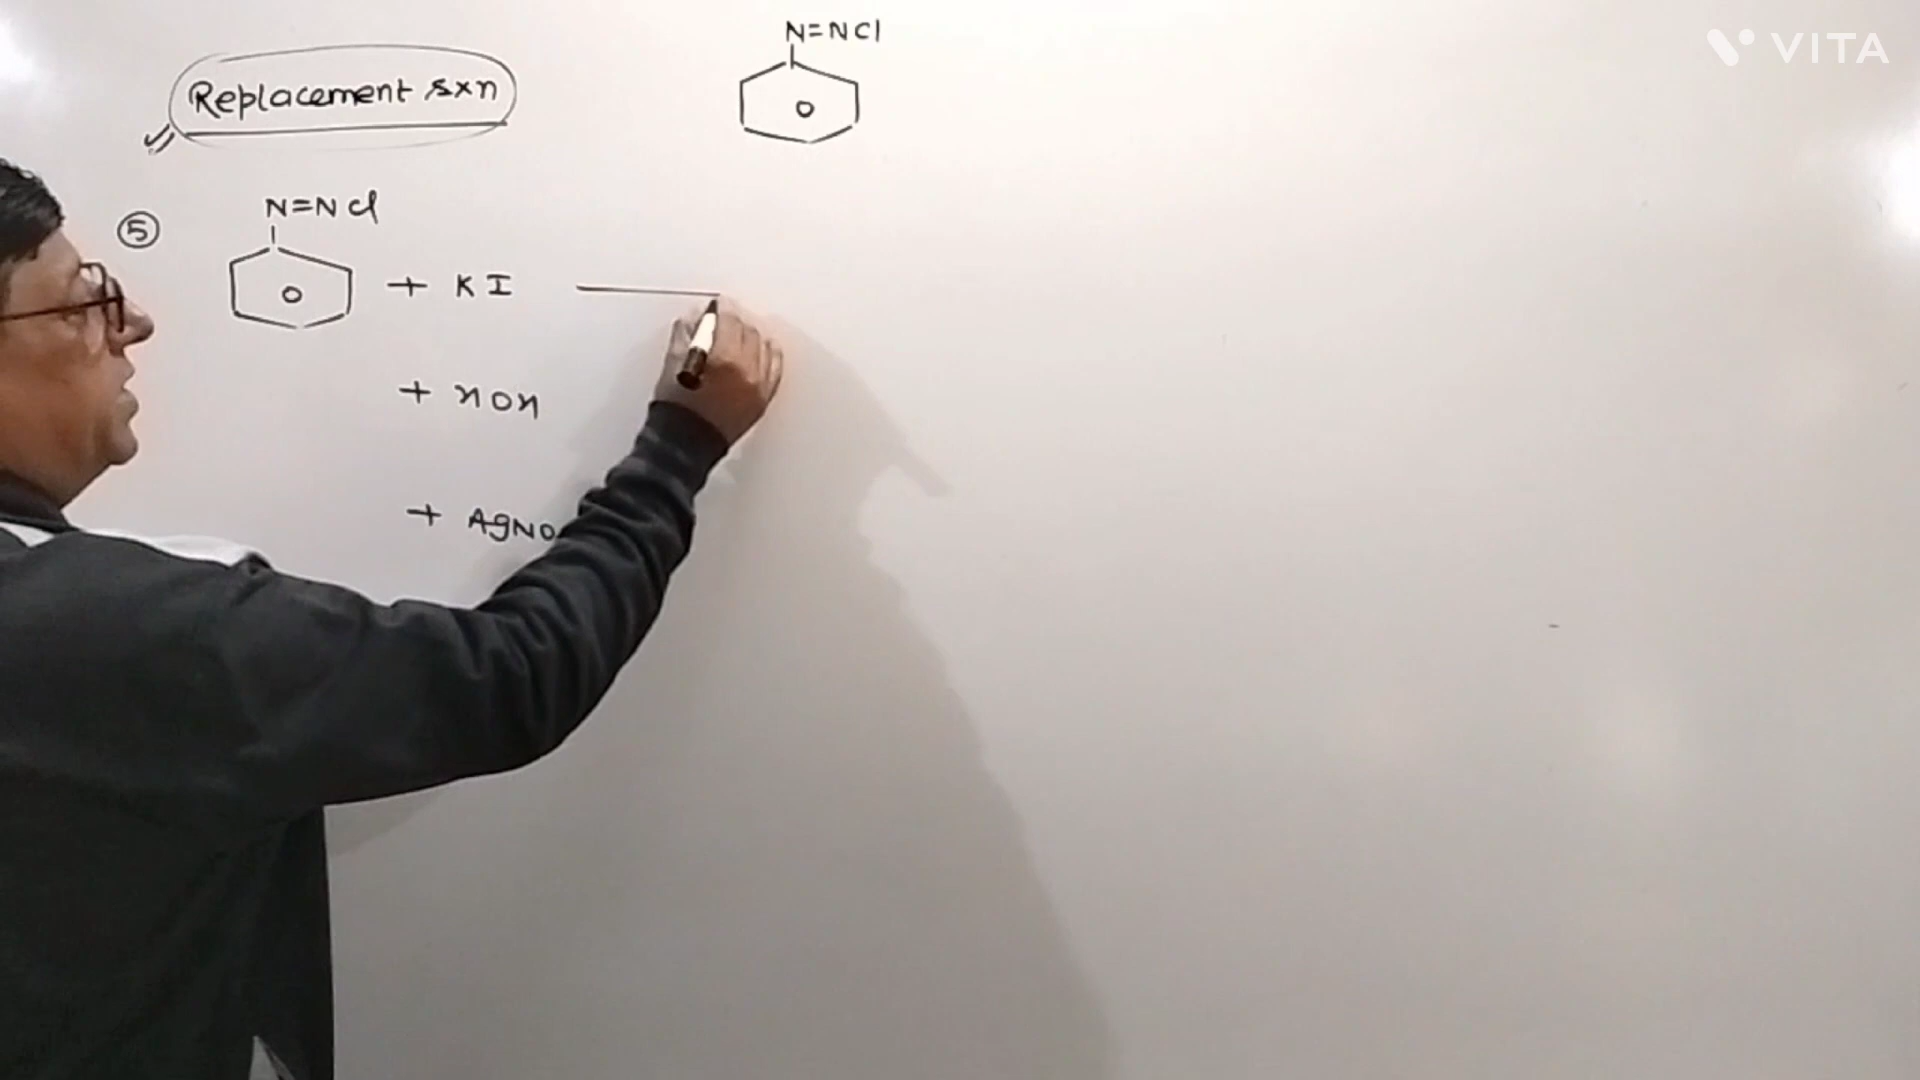 N=NCl
VITA
Replacement rxn
N=NCl
⑤
+ KI
+ HOH
+ AgNO